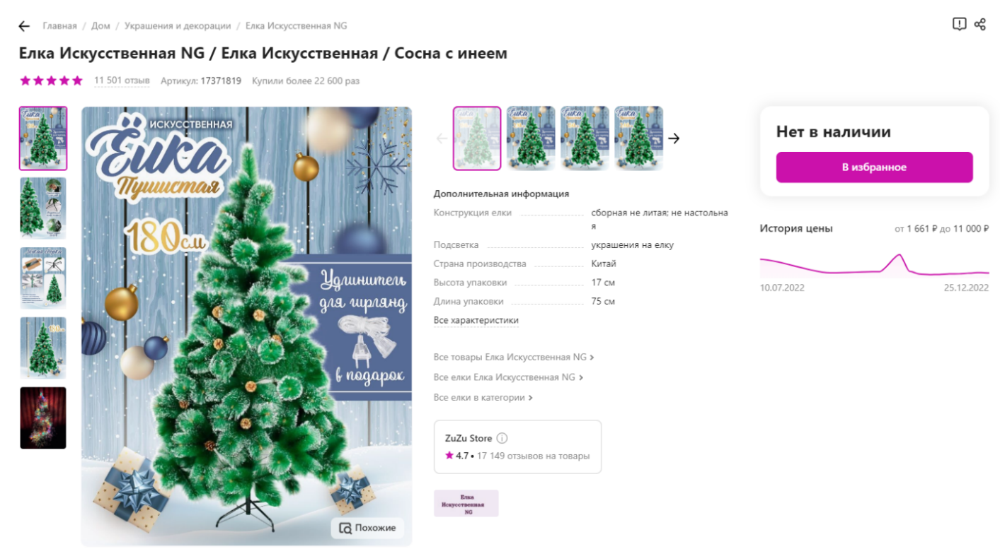 Главная / Дом / Украшения и декорации / Елка Искусственная NG
Елка Искусственная NG / Елка Искусственная / Сосна с инеем
11 501 отзыв Артикул: 17371819 Купили более 22 600 раз
ИСКУССТВЕННАЯ
Ёлка
Пушистая
180 см
Удлинитель
для гирлянд
в подарок
Похожие
Дополнительная информация
Конструкция елки сборная не литая; не настольна
я
Подсветка украшения на елку
Страна производства Китай
Высота упаковки 17 см
Длина упаковки 75 см
Все характеристики
Все товары Елка Искусственная NG >
Все елки Елка Искусственная NG >
Все елки в категории >
ZuZu Store
4.7 • 17 149 отзывов на товары
Елка
Искусственная
NG
Нет в наличии
В избранное
История цены от 1 661 ₽ до 11 000 ₽
10.07.2022 25.12.2022